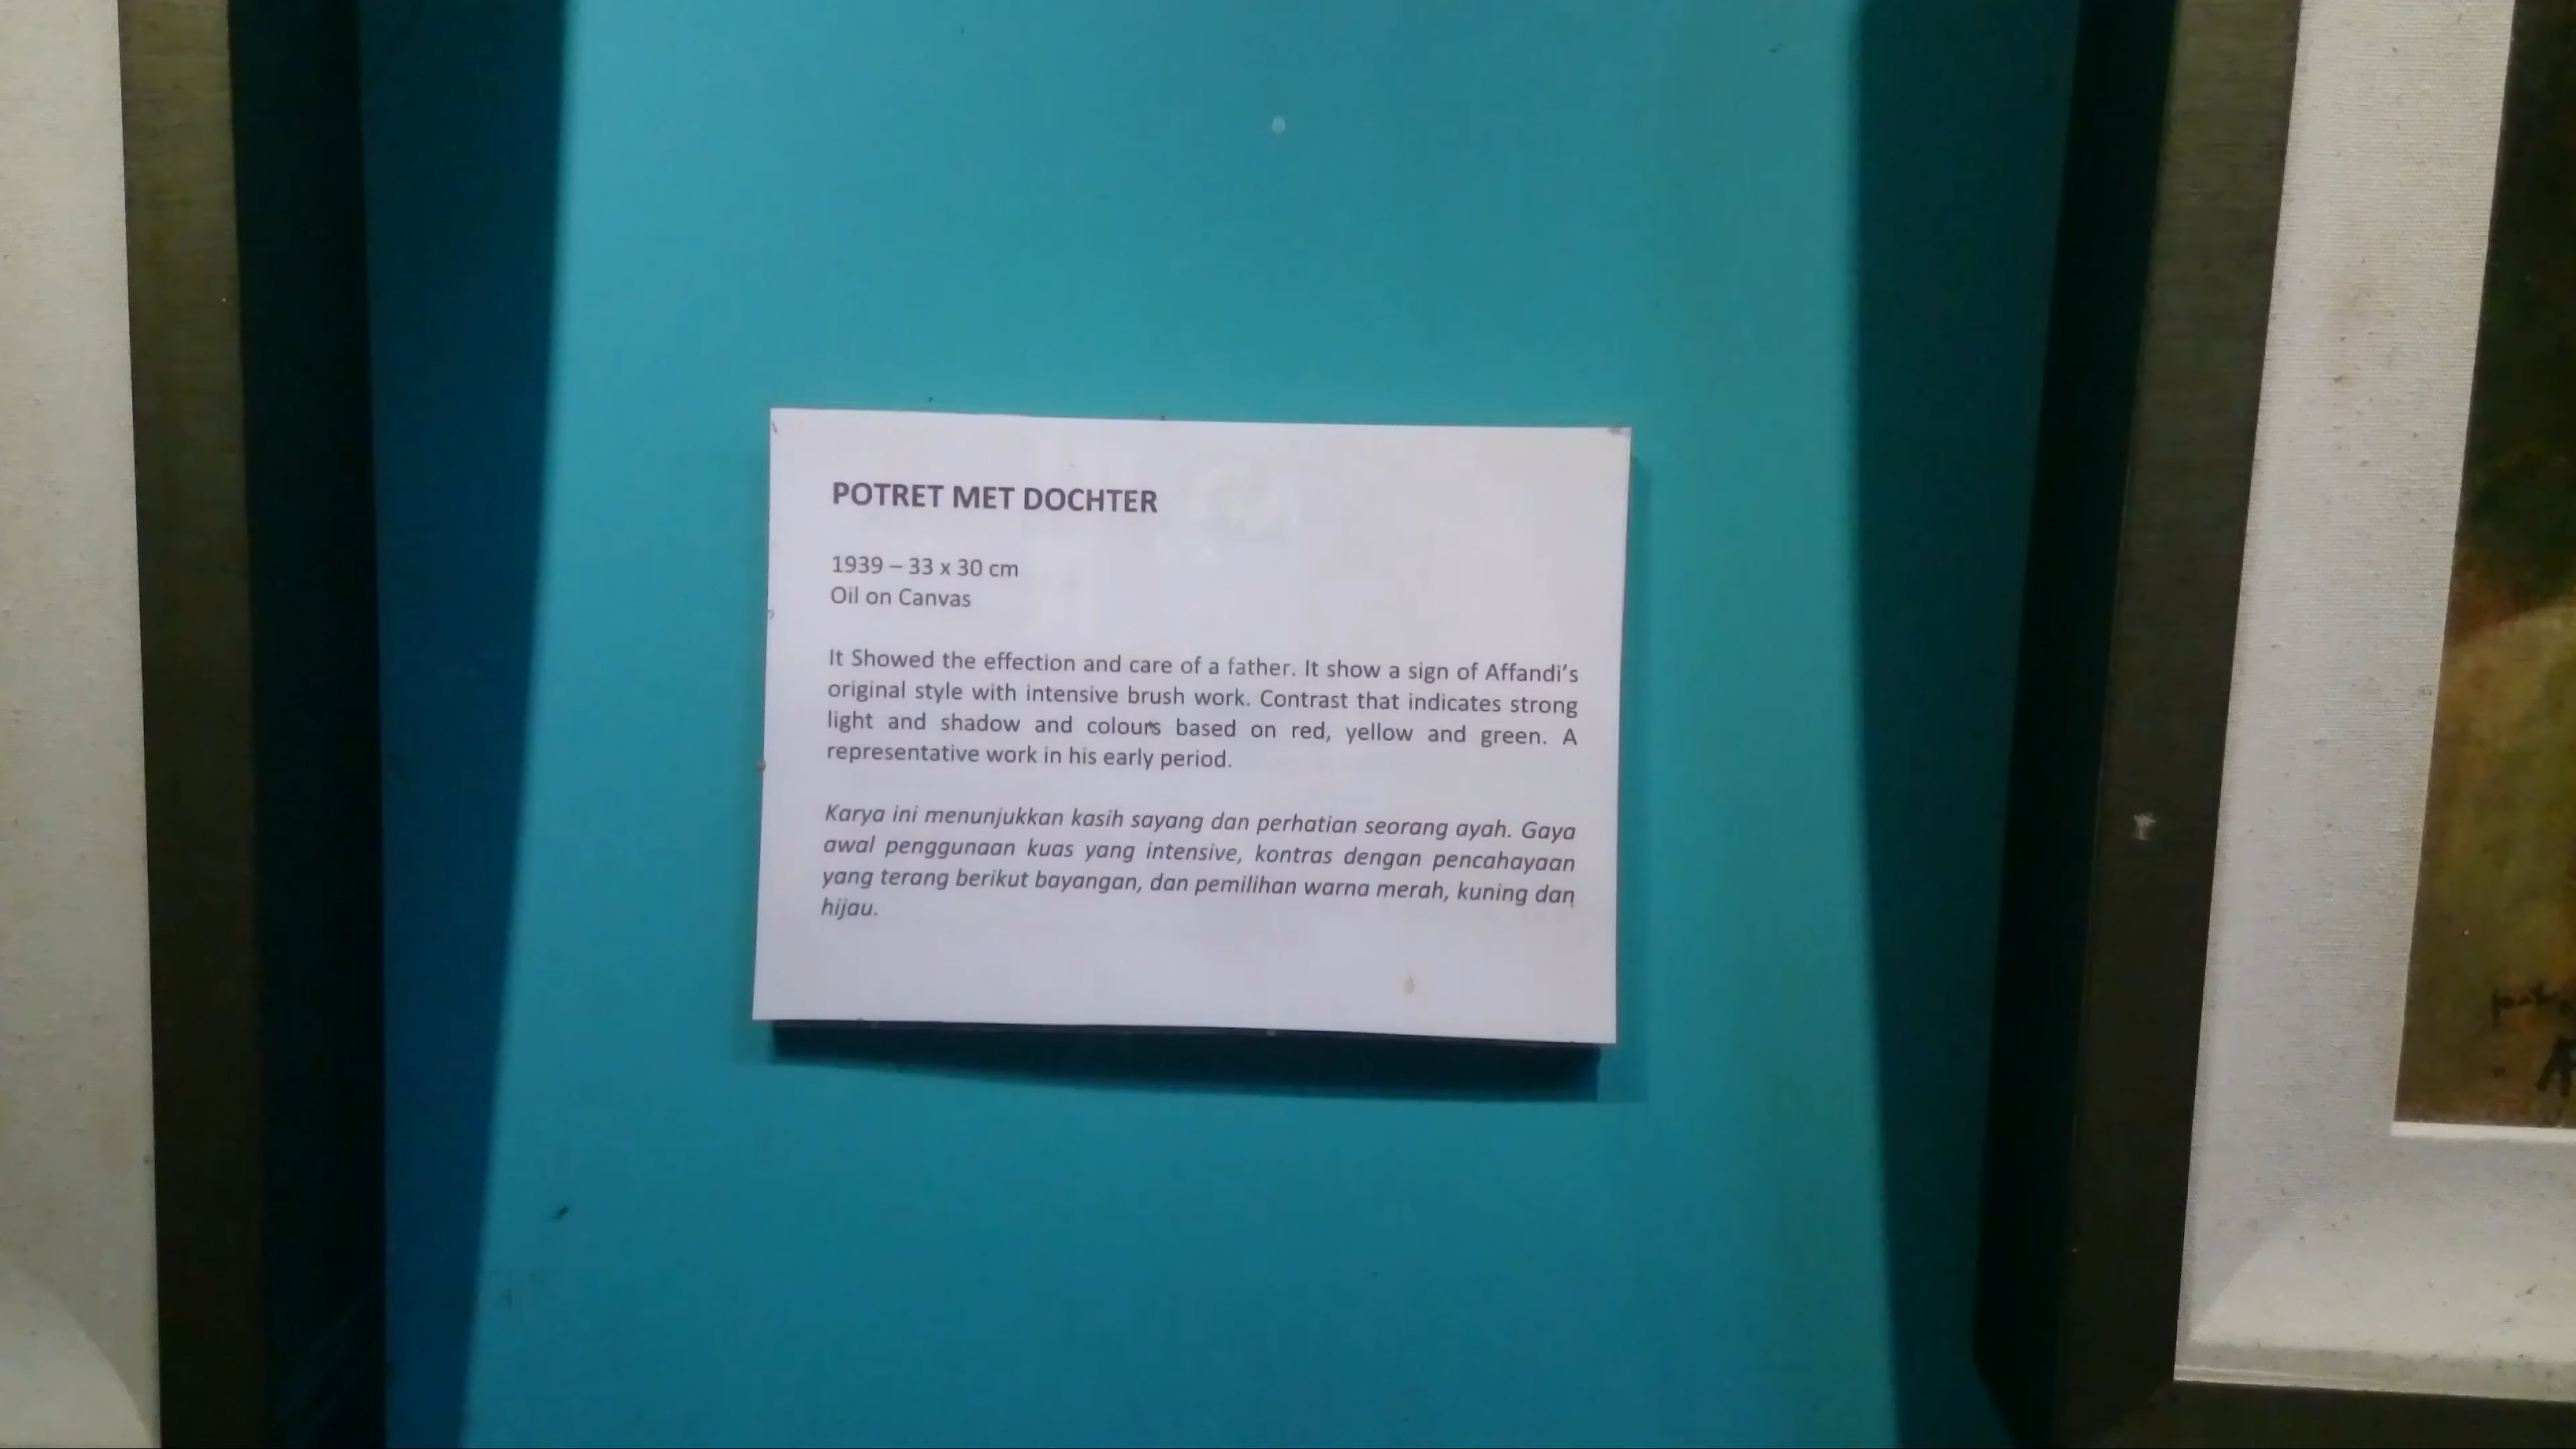 POTRET MET DOCHTER
1939 – 33 x 30 cm
Oil on Canvas
It Showed the effection and care of a father. It show a sign of Affandi's
original style with intensive brush work. Contrast that indicates strong
light and shadow and colours based on red, yellow and green. A
representative work in his early period.
Karya ini menunjukkan kasih sayang dan perhatian seorang ayah. Gaya
awal penggunaan kuas yang intensive, kontras dengan pencahayaan
yang terang berikut bayangan, dan pemilihan warna merah, kuning dan
hijau.